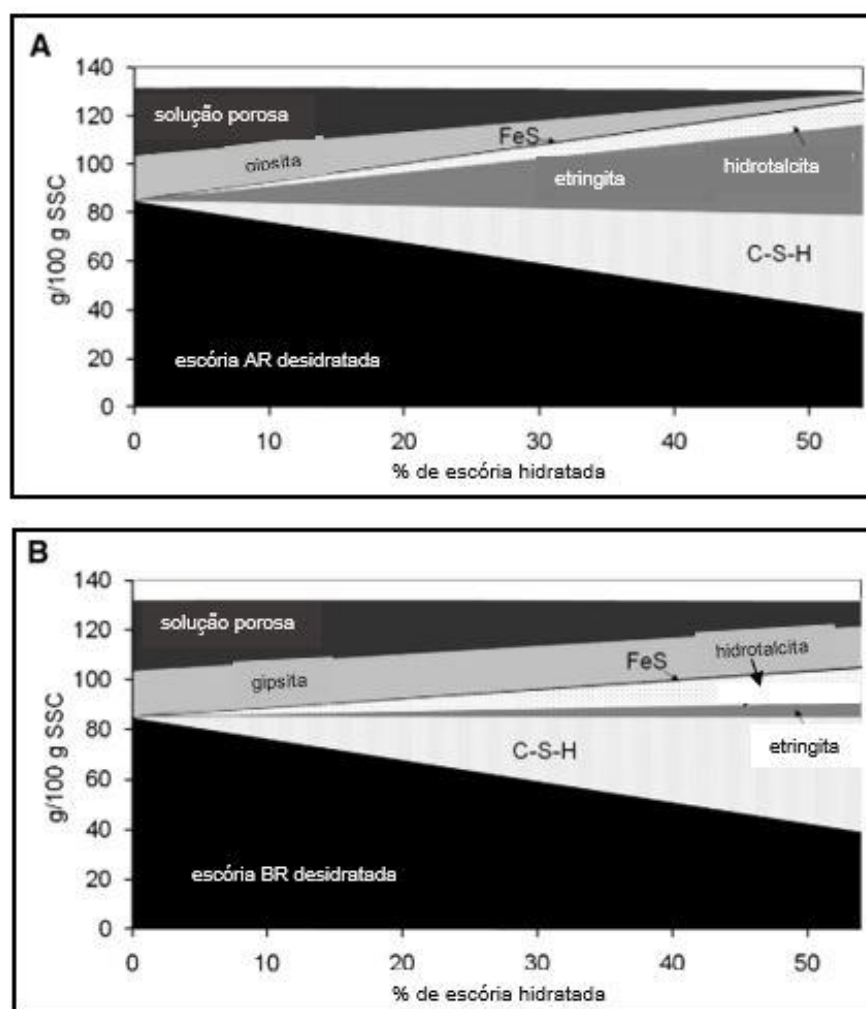 A
140
120
100
80
60
40
20
0
g/100 g SSC
solução porosa
gipsita
FeS
etringita
hidrotalcita
C-S-H
escória AR desidratada
0 10 20 30 40 50
% de escória hidratada
B
140
120
100
80
60
40
20
0
g/100 g SSC
solução porosa
gipsita
FeS
hidrotalcita
etringita
C-S-H
escória BR desidratada
0 10 20 30 40 50
% de escória hidratada